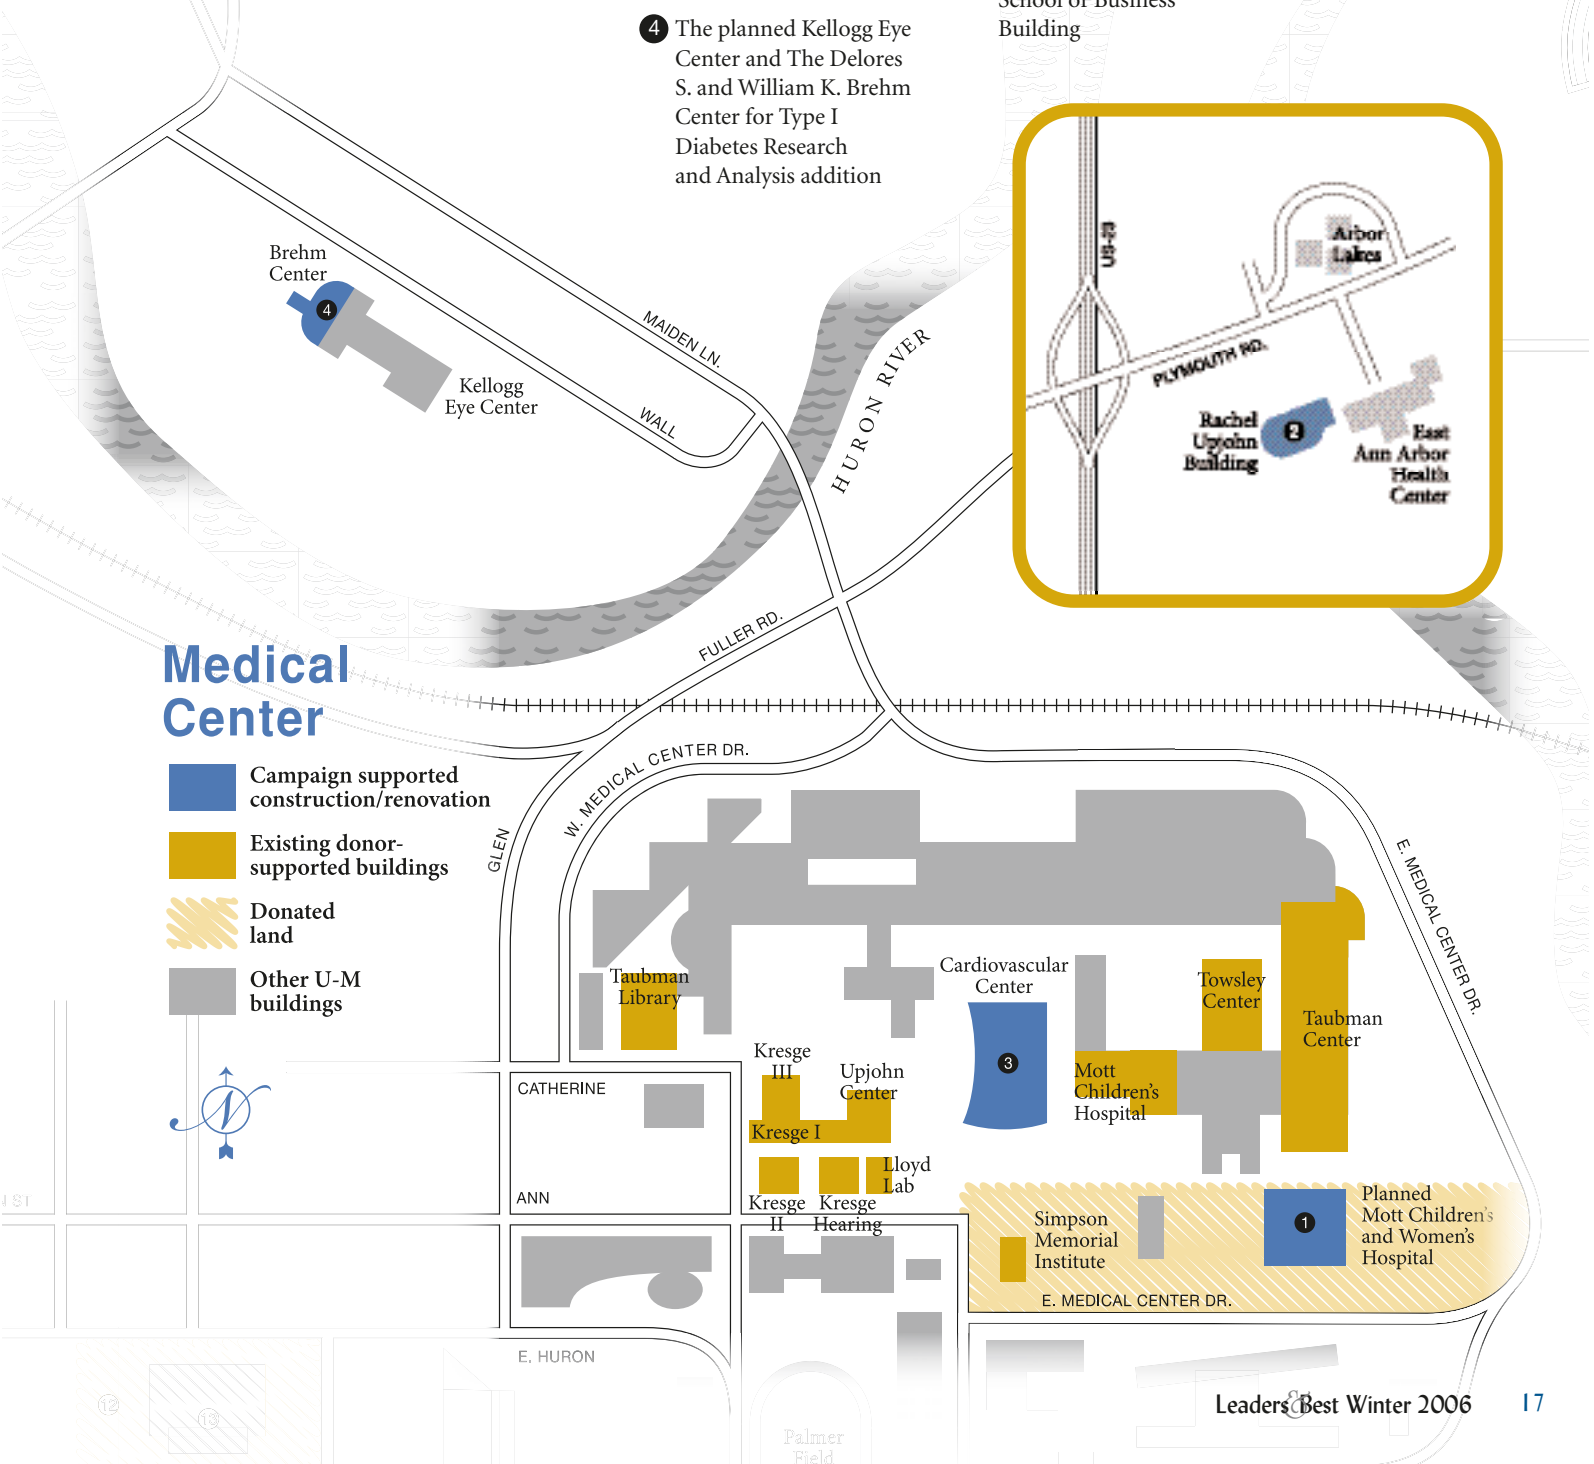 School of Business
Building
4 The planned Kellogg Eye
Center and The Delores
S. and William K. Brehm
Center for Type I
Diabetes Research
and Analysis addition
US-23
Arbor
Lakes
PLYMOUTH RD.
Rachel
Upjohn
Building
2
East
Ann Arbor
Health
Center
Brehm
Center
4
Kellogg
Eye Center
MAIDEN LN.
WALL
HURON RIVER
FULLER RD.
Medical
Center
Campaign supported
construction/renovation
Existing donor-
supported buildings
Donated
land
Other U-M
buildings
N
GLEN
W. MEDICAL CENTER DR.
E. MEDICAL CENTER DR.
Taubman
Library
Cardiovascular
Center
3
Towsley
Center
Taubman
Center
Mott
Children's
Hospital
Kresge
III
Upjohn
Center
Kresge I
Lloyd
Lab
Kresge
II
Kresge
Hearing
CATHERINE
ANN
Simpson
Memorial
Institute
1
Planned
Mott Children's
and Women's
Hospital
E. MEDICAL CENTER DR.
E. HURON
12
13
Palmer
Field
Leaders & Best Winter 2006 17